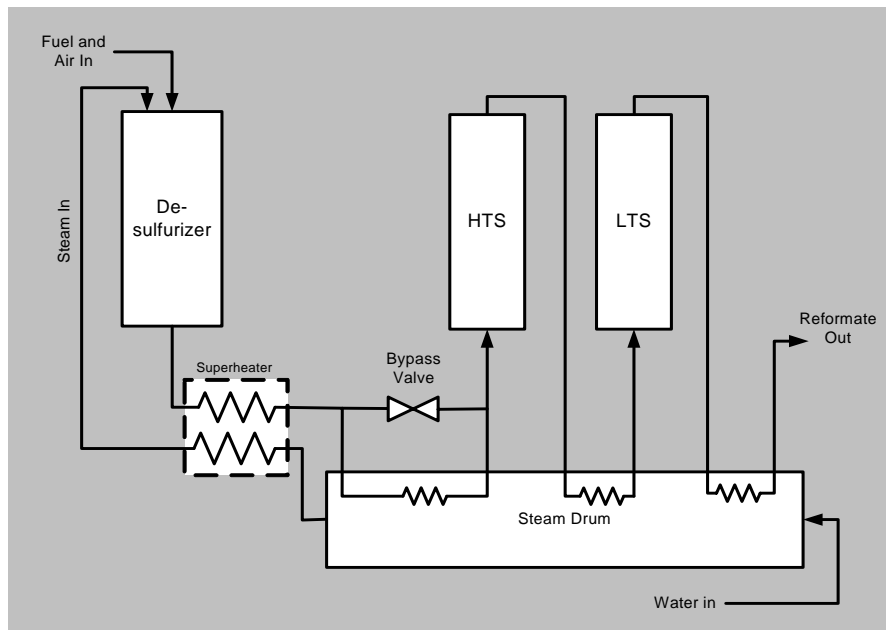 Fuel and
Air In
Steam In
De-
sulfurizer
HTS
LTS
Reformate
Out
Superheater
Bypass
Valve
Steam Drum
Water in